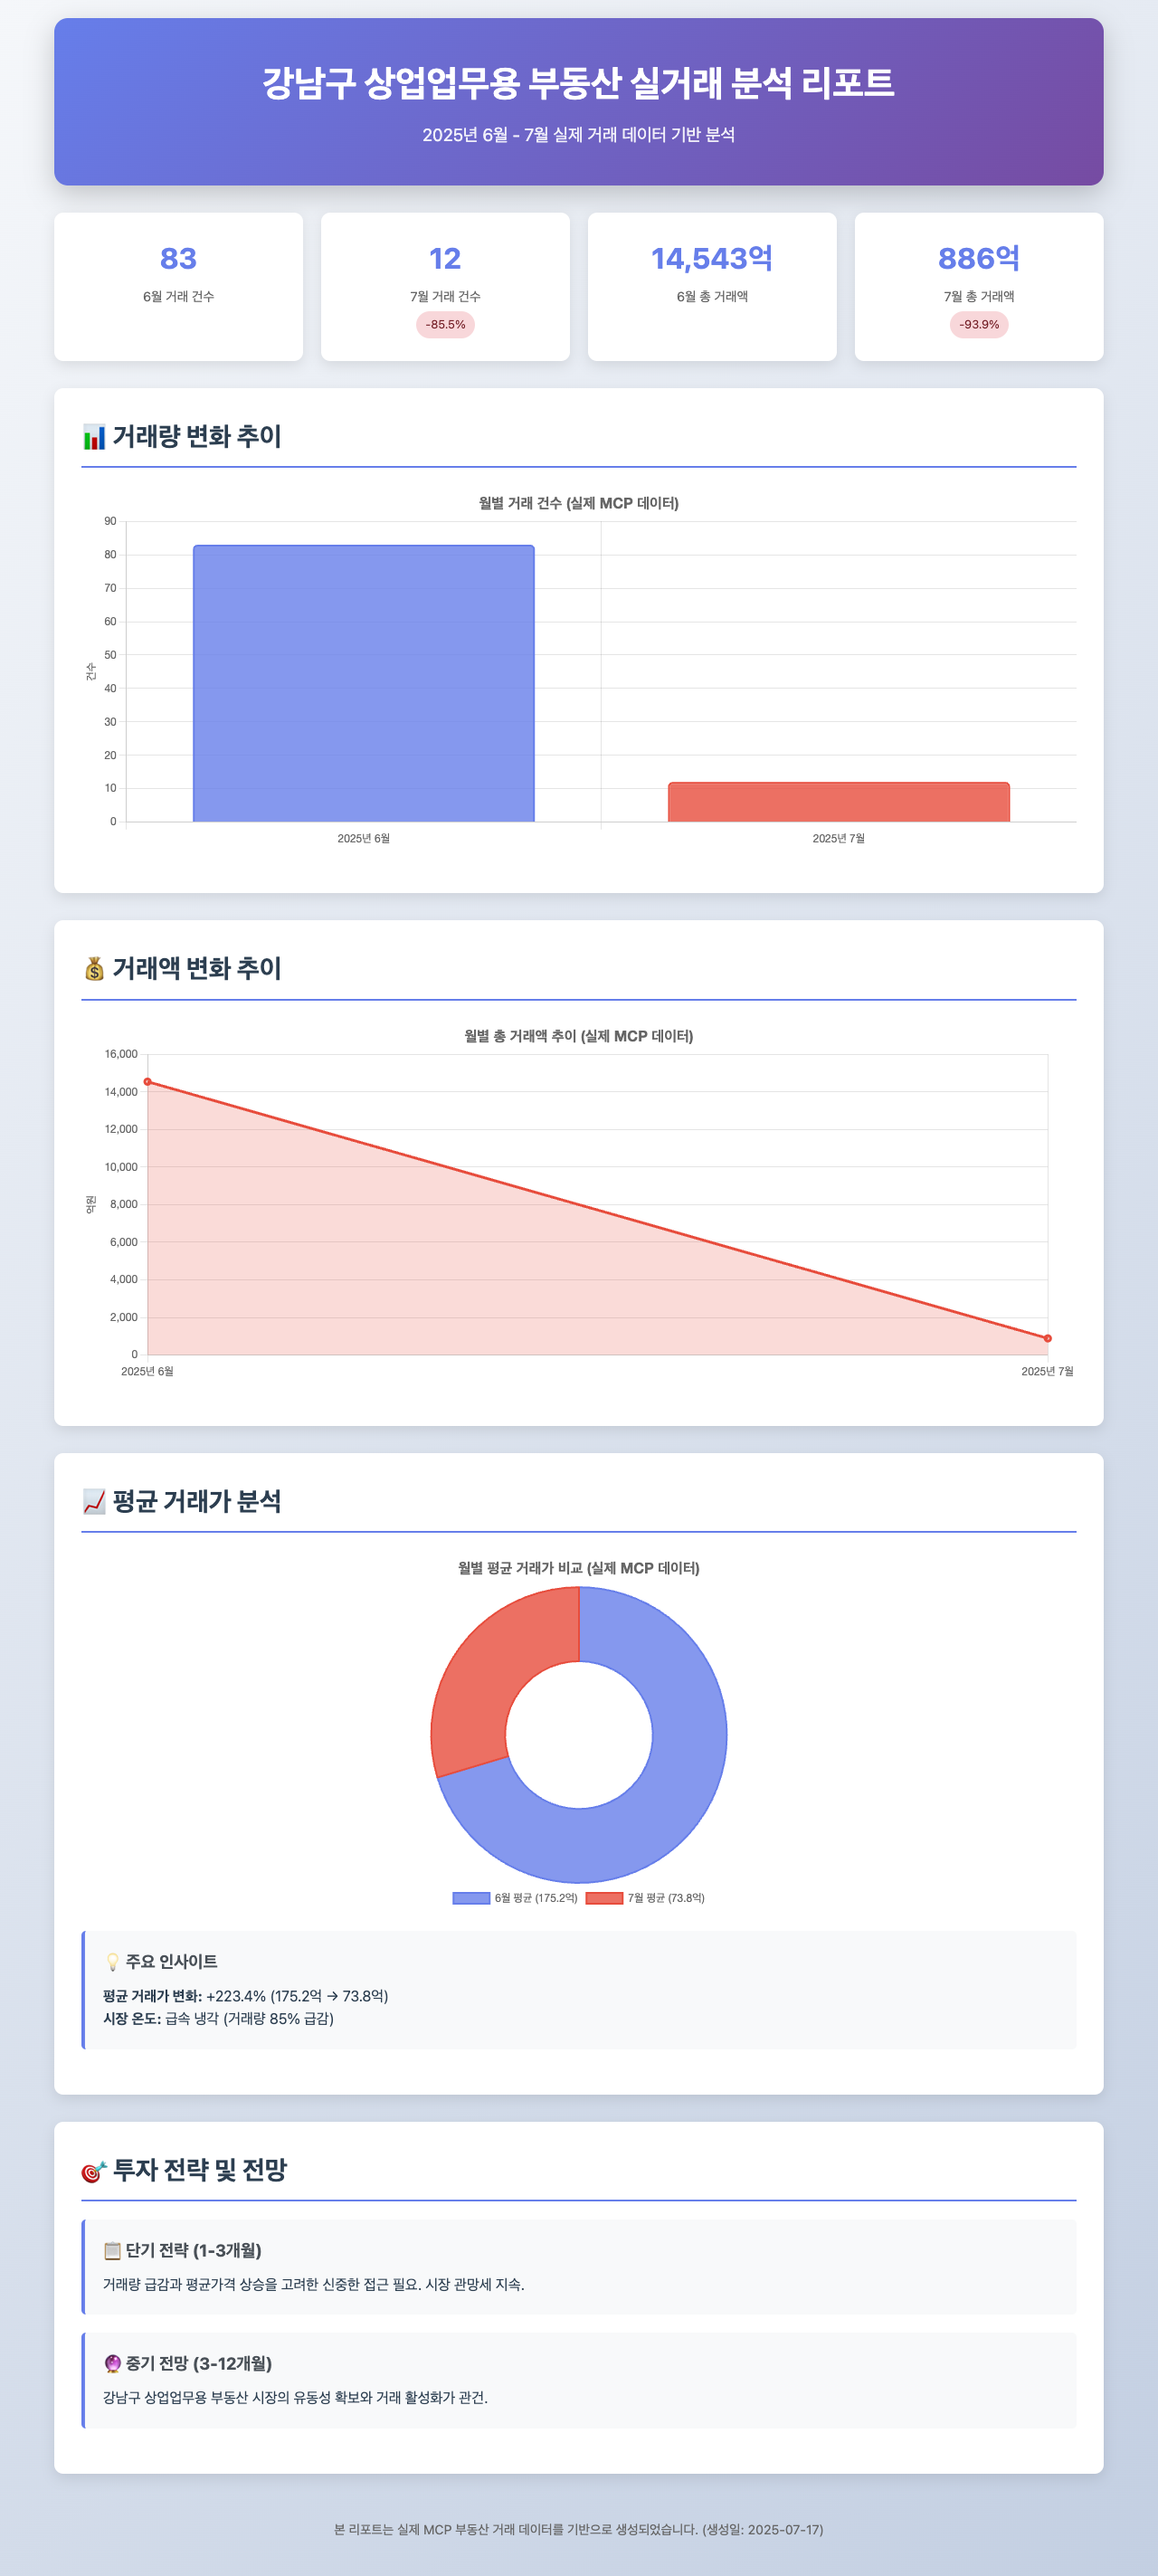 강남구 상업업무용 부동산 실거래 분석 리포트
2025년 6월 - 7월 실제 거래 데이터 기반 분석
83
6월 거래 건수
12
7월 거래 건수
-85.5%
14,543억
6월 총 거래액
886억
7월 총 거래액
-93.9%
거래량 변화 추이
월별 거래 건수 (실제 MCP 데이터)
90
80
70
60
50
40
30
20
10
0
건수
2025년 6월
2025년 7월
거래액 변화 추이
월별 총 거래액 추이 (실제 MCP 데이터)
16,000
14,000
12,000
10,000
8,000
6,000
4,000
2,000
0
억원
2025년 6월
2025년 7월
평균 거래가 분석
월별 평균 거래가 비교 (실제 MCP 데이터)
6월 평균 (175.2억)
7월 평균 (73.8억)
주요 인사이트
평균 거래가 변화: +223.4% (175.2억 → 73.8억)
시장 온도: 급속 냉각 (거래량 85% 급감)
투자 전략 및 전망
단기 전략 (1-3개월)
거래량 급감과 평균가격 상승을 고려한 신중한 접근 필요. 시장 관망세 지속.
중기 전망 (3-12개월)
강남구 상업업무용 부동산 시장의 유동성 확보와 거래 활성화가 관건.
본 리포트는 실제 MCP 부동산 거래 데이터를 기반으로 생성되었습니다. (생성일: 2025-07-17)